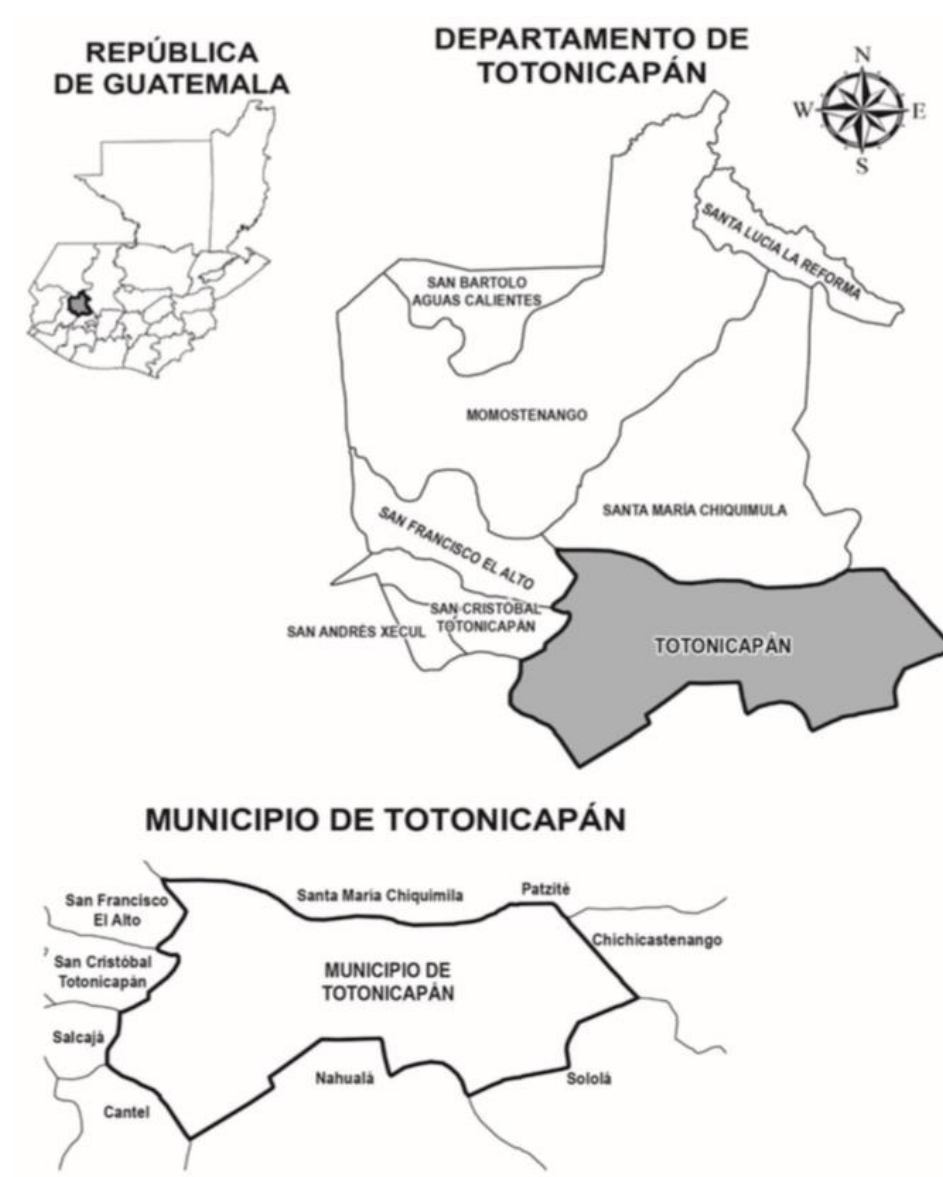 REPÚBLICA
DE GUATEMALA
DEPARTAMENTO DE
TOTONICAPÁN
N
W
E
S
SANTA LUCIA LA REFORMA
SAN BARTOLO
AGUAS CALIENTES
MOMOSTENANGO
SANTA MARÍA CHIQUIMULA
SAN FRANCISCO EL ALTO
SAN CRISTÓBAL
TOTONICAPÁN
SAN ANDRÉS XECUL
TOTONICAPÁN
MUNICIPIO DE TOTONICAPÁN
San Francisco
El Alto
Santa María Chiquimila
Patzité
Chichicastenango
San Cristóbal
Totonicapán
MUNICIPIO DE
TOTONICAPÁN
Salcajá
Nahualá
Sololá
Cantel